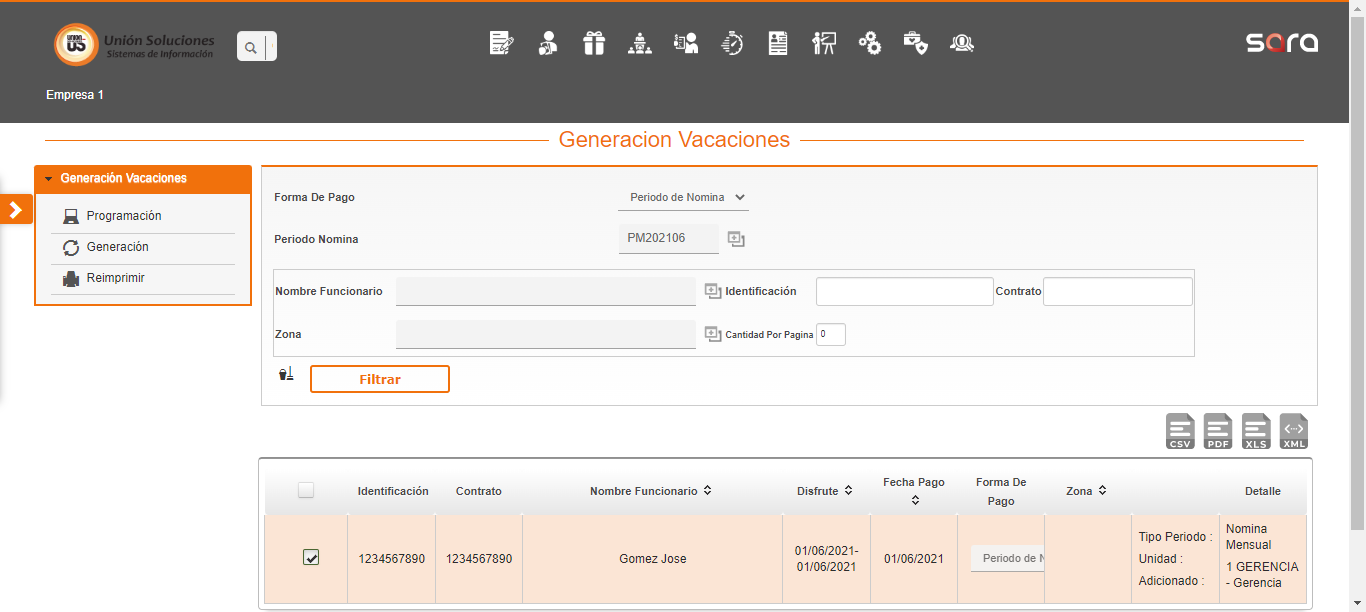 Unión Soluciones
Sistemas de Información
sara
Empresa 1
Generacion Vacaciones
Generación Vacaciones
Programación
Generación
Reimprimir
Forma De Pago
Periodo de Nomina
Periodo Nomina
PM202106
Nombre Funcionario
Identificación
Contrato
Zona
Cantidad Por Pagina
0
Filtrar
CSV PDF XLS XML
Identificación Contrato Nombre Funcionario Disfrute Fecha Pago Forma De Pago Zona Detalle
1234567890 1234567890 Gomez Jose 01/06/2021-
01/06/2021
01/06/2021
Periodo de N
Tipo Periodo :
Nomina
Mensual
Unidad :
1 GERENCIA
- Gerencia
Adicionado :